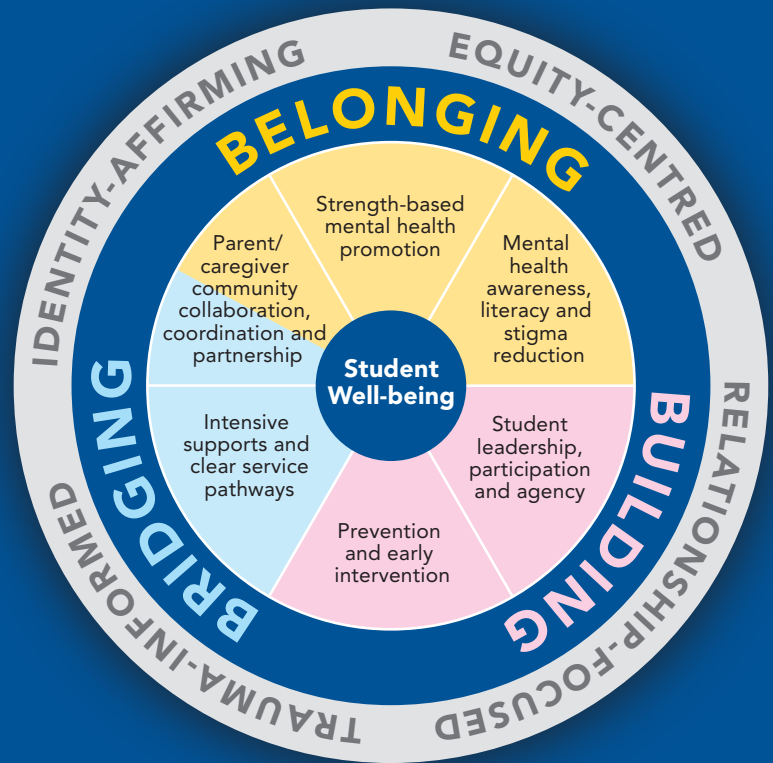 IDENTITY-AFFIRMING
EQUITY-CENTRED
RELATIONSHIP-FOCUSED
TRAUMA-INFORMED
BELONGING
BUILDING
BRIDGING
Strength-based
mental health
promotion
Mental
health
awareness,
literacy and
stigma
reduction
Student
leadership,
participation
and agency
Prevention
and early
intervention
Intensive
supports and
clear service
pathways
Parent/
caregiver
community
collaboration,
coordination and
partnership
Student
Well-being